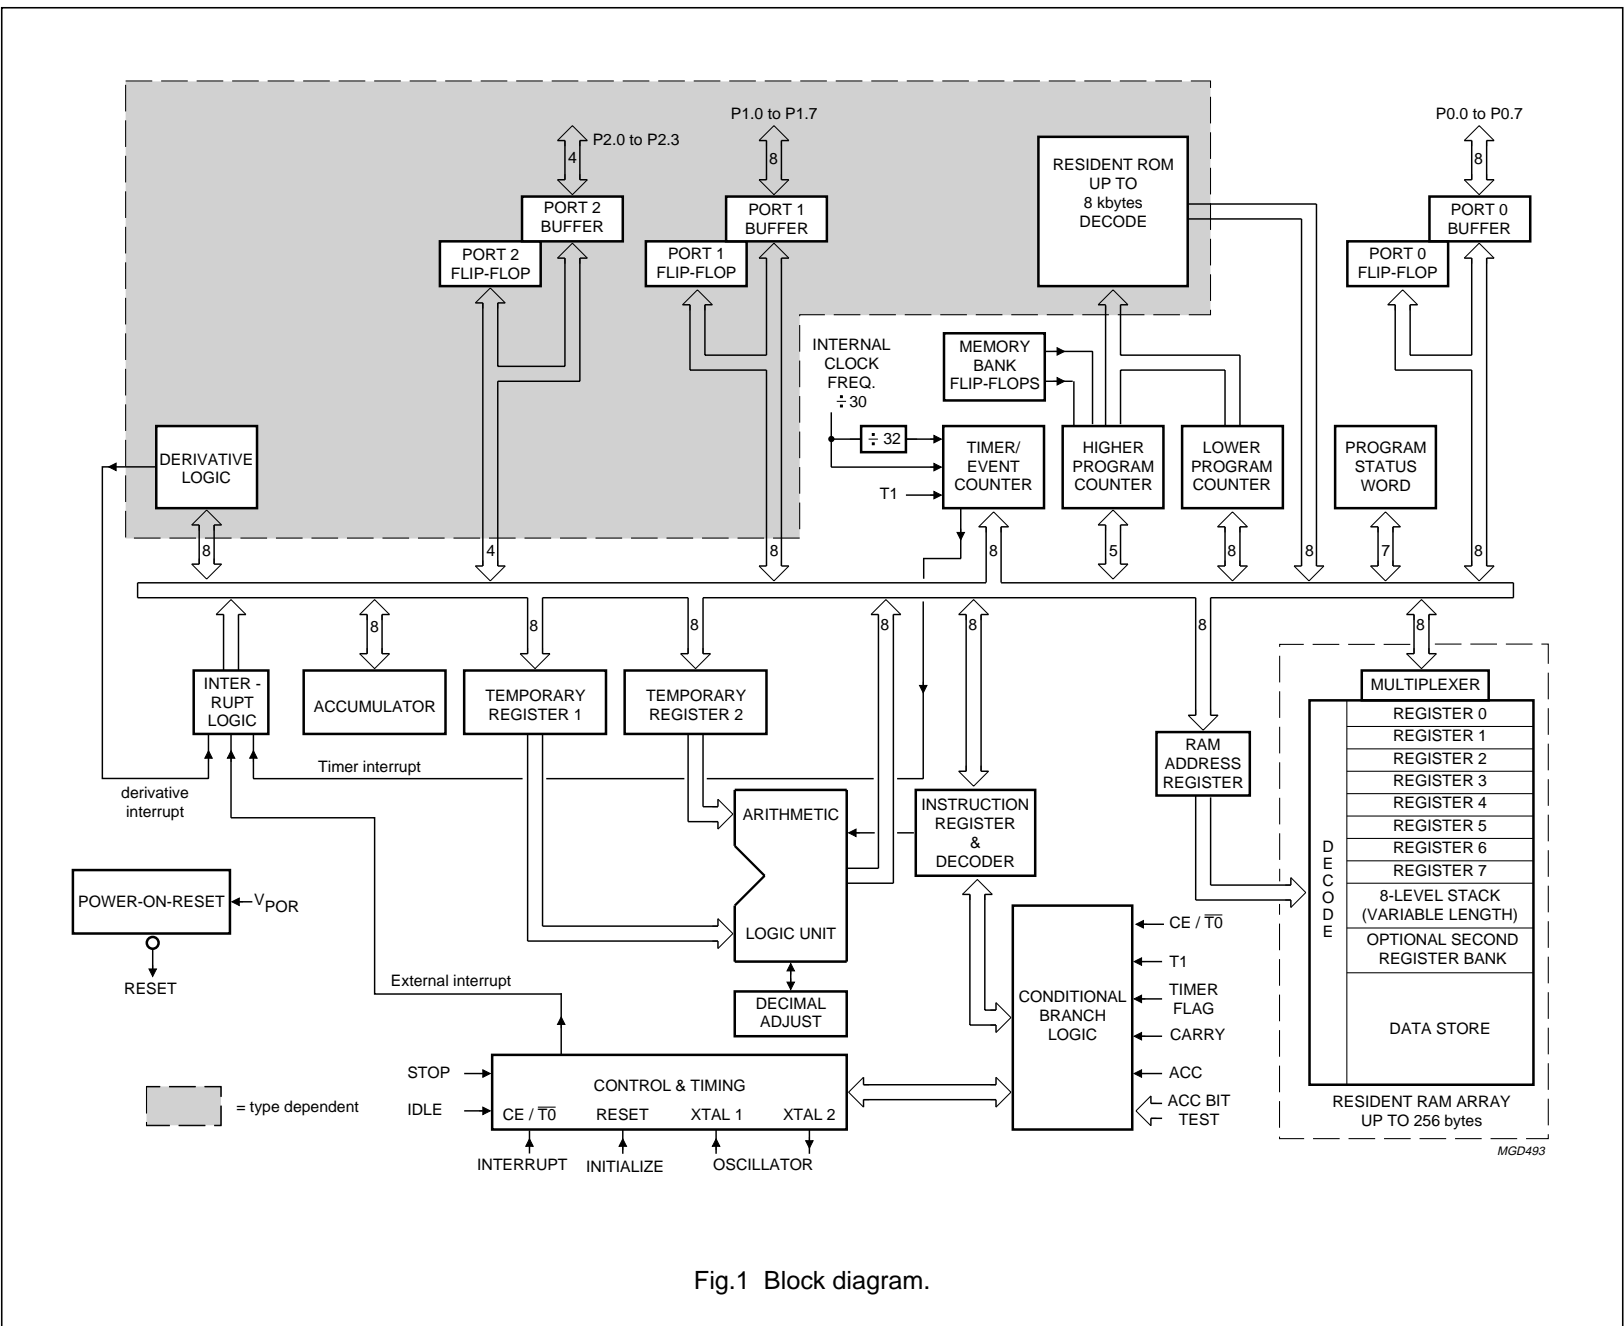 P2.0 to P2.3
4
P1.0 to P1.7
8
P0.0 to P0.7
8
PORT 2
BUFFER
PORT 2
FLIP-FLOP
PORT 1
BUFFER
PORT 1
FLIP-FLOP
RESIDENT ROM
UP TO
8 kbytes
DECODE
PORT 0
BUFFER
PORT 0
FLIP-FLOP
INTERNAL
CLOCK
FREQ.
÷ 30
÷ 32
T1
MEMORY
BANK
FLIP-FLOPS
DERIVATIVE
LOGIC
TIMER/
EVENT
COUNTER
HIGHER
PROGRAM
COUNTER
LOWER
PROGRAM
COUNTER
PROGRAM
STATUS
WORD
8
4
8
8
5
8
8
7
8
8
8
8
8
8
8
8
INTER -
RUPT
LOGIC
ACCUMULATOR
TEMPORARY
REGISTER 1
TEMPORARY
REGISTER 2
Timer interrupt
derivative
interrupt
ARITHMETIC
LOGIC UNIT
INSTRUCTION
REGISTER
&
DECODER
RAM
ADDRESS
REGISTER
MULTIPLEXER
DECODE
REGISTER 0
REGISTER 1
REGISTER 2
REGISTER 3
REGISTER 4
REGISTER 5
REGISTER 6
REGISTER 7
8-LEVEL STACK
(VARIABLE LENGTH)
OPTIONAL SECOND
REGISTER BANK
DATA STORE
RESIDENT RAM ARRAY
UP TO 256 bytes
POWER-ON-RESET
VPOR
RESET
External interrupt
DECIMAL
ADJUST
CONDITIONAL
BRANCH
LOGIC
CE / T̅0̅
T1
TIMER
FLAG
CARRY
ACC
ACC BIT
TEST
STOP
IDLE
CONTROL & TIMING
CE / T̅0̅ RESET XTAL 1 XTAL 2
INTERRUPT INITIALIZE OSCILLATOR
= type dependent
MGD493
Fig.1 Block diagram.